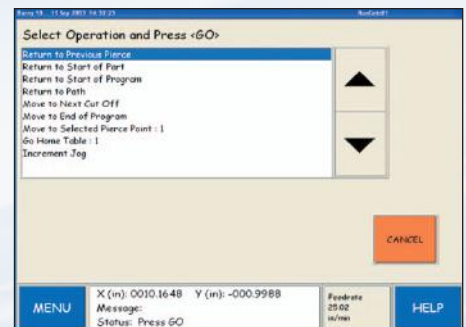 Select Operation and Press <GO>
Return to Previous Pierce
Return to Start of Part
Return to Start of Program
Return to Path
Move to Next Cut Off
Move to End of Program
Move to Selected Pierce Point : 1
Go Home Table : 1
Increment Jog
CANCEL
MENU
X (in): 0010.1648 Y (in): -000.9988
Message:
Status: Press GO
Feedrate
in/min
HELP